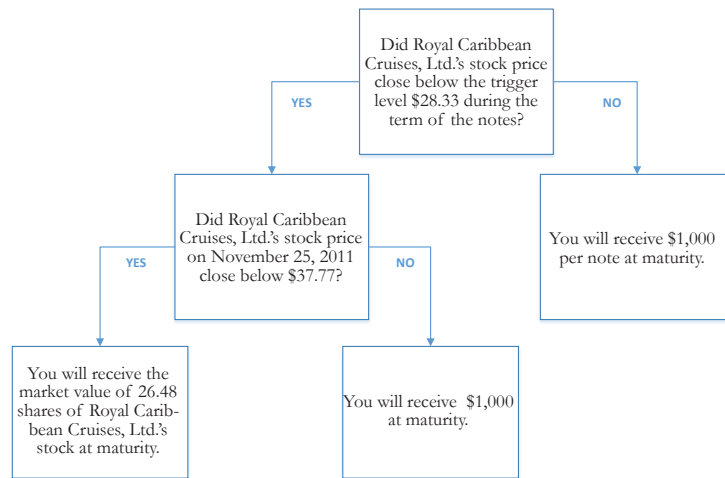 Did Royal Caribbean
Cruises, Ltd.'s stock price
close below the trigger
level $28.33 during the
term of the notes?
YES
NO
Did Royal Caribbean
Cruises, Ltd.'s stock price
on November 25, 2011
close below $37.77?
You will receive $1,000
per note at maturity.
YES
NO
You will receive the
market value of 26.48
shares of Royal Carib-
bean Cruises, Ltd.'s
stock at maturity.
You will receive $1,000
at maturity.